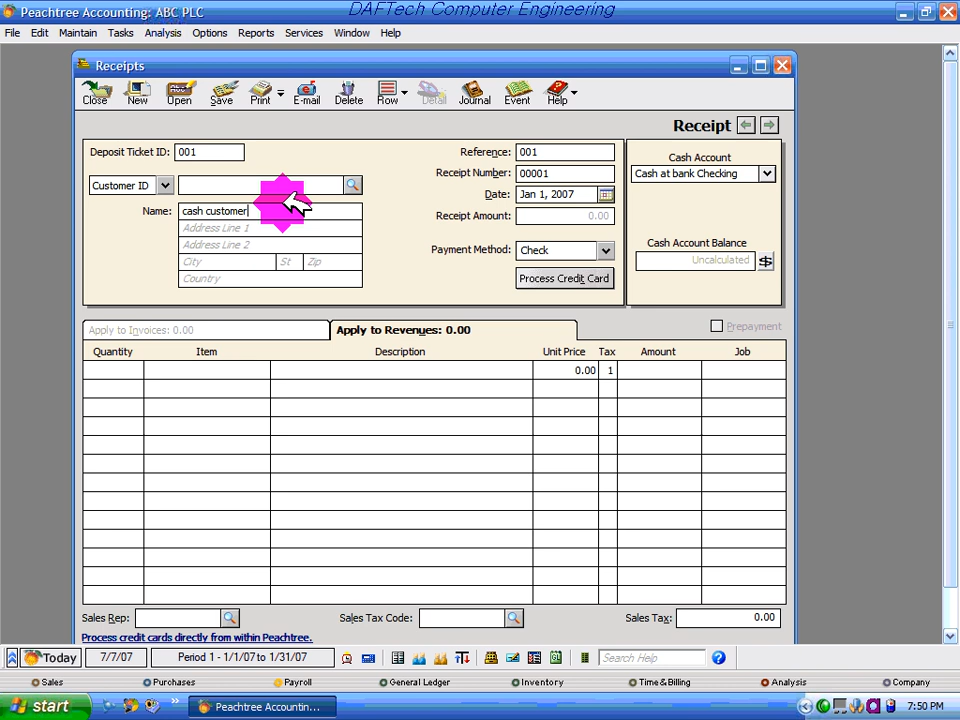 DAFTech Computer Engineering
Peachtree Accounting: ABC PLC
File Edit Maintain Tasks Analysis Options Reports Services Window Help
Receipts
Close New Open Save Print E-mail Delete Row Detail Journal Event Help
Receipt
Deposit Ticket ID: 001
Reference: 001
Cash Account
Receipt Number: 00001
Cash at bank Checking
Customer ID
Date: Jan 1, 2007
Name: cash customer
Receipt Amount: 0.00
Address Line 1
Address Line 2
Payment Method: Check
Cash Account Balance
City St Zip
Uncalculated
Country
Process Credit Card
Apply to Invoices: 0.00
Apply to Revenues: 0.00
Prepayment
Quantity Item Description Unit Price Tax Amount Job
0.00 1
Sales Rep:
Sales Tax Code:
Sales Tax: 0.00
Process credit cards directly from within Peachtree.
Today 7/7/07 Period 1 - 1/1/07 to 1/31/07 Search Help
Sales Purchases Payroll General Ledger Inventory Time & Billing Analysis Company
start Peachtree Accountin... 7:50 PM